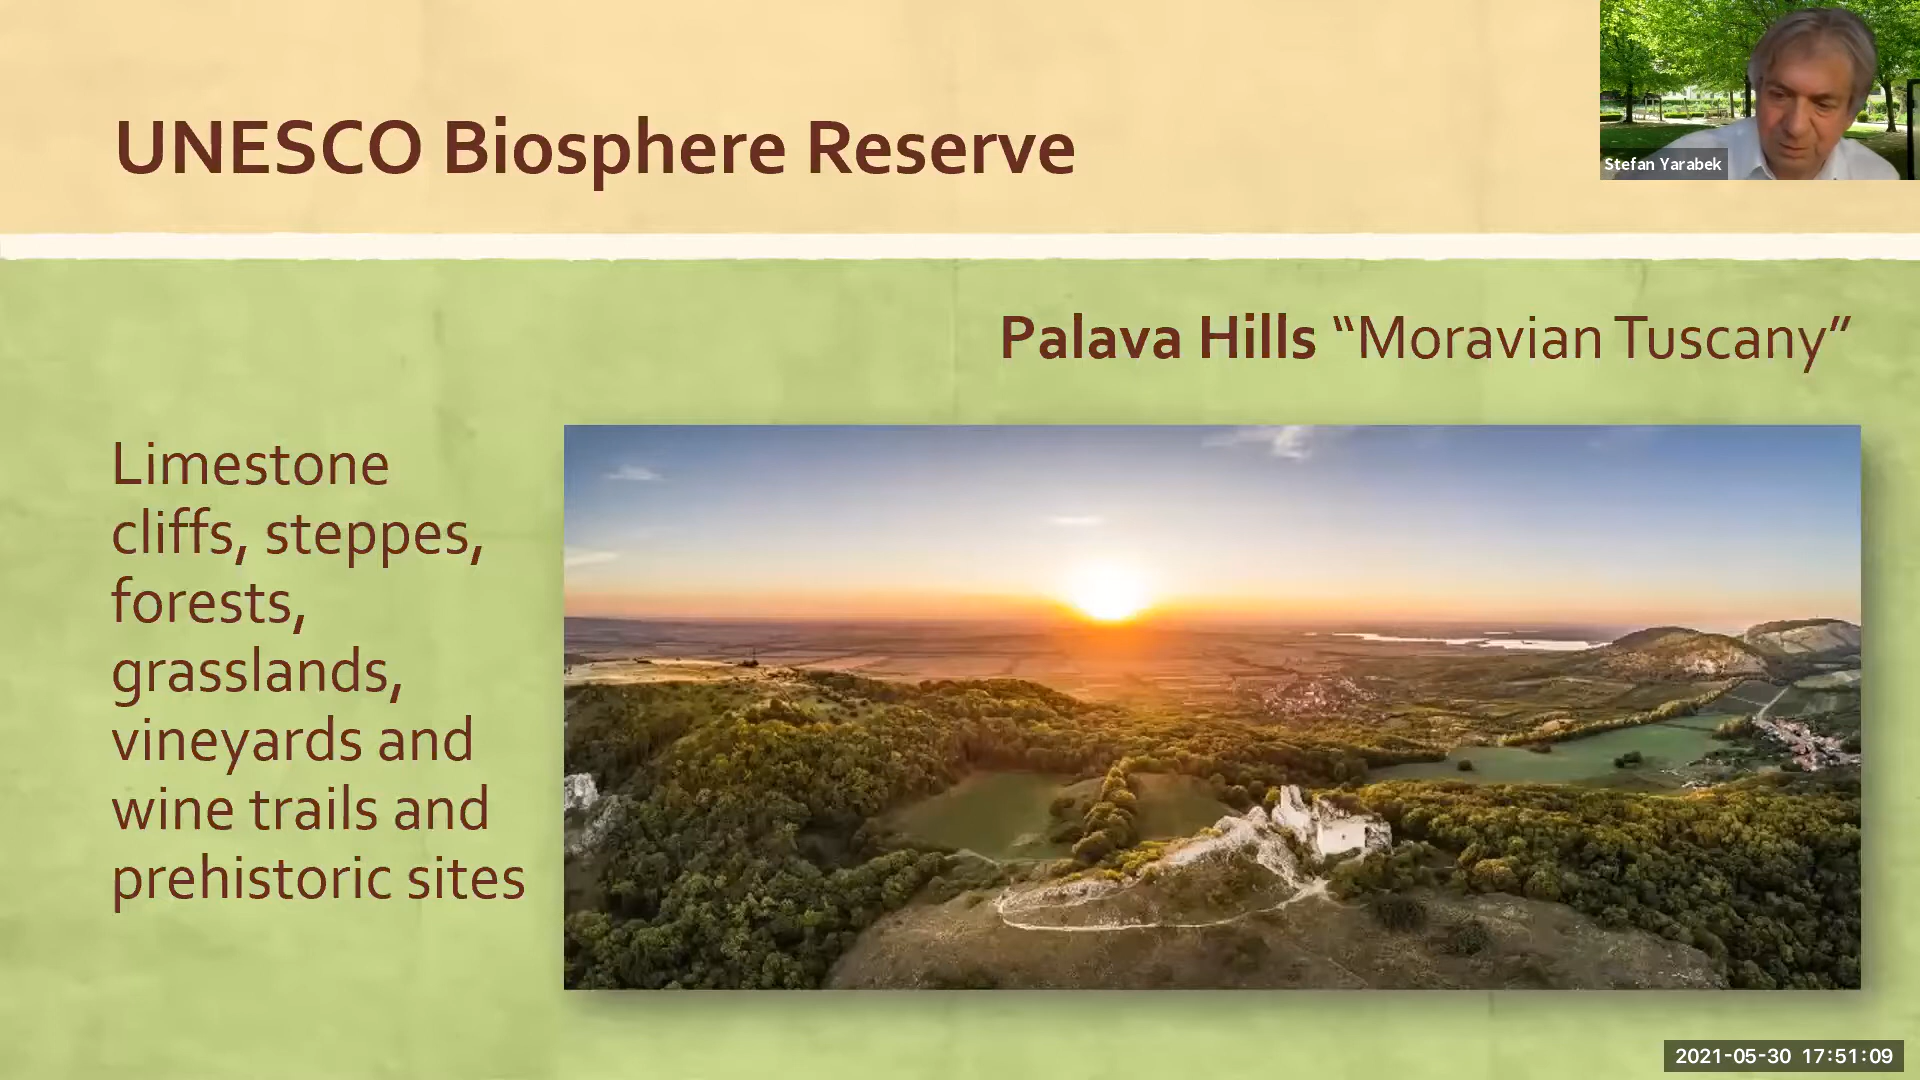 UNESCO Biosphere Reserve
Stefan Yarabek
Palava Hills “Moravian Tuscany”
Limestone
cliffs, steppes,
forests,
grasslands,
vineyards and
wine trails and
prehistoric sites
2021-05-30 17:51:09